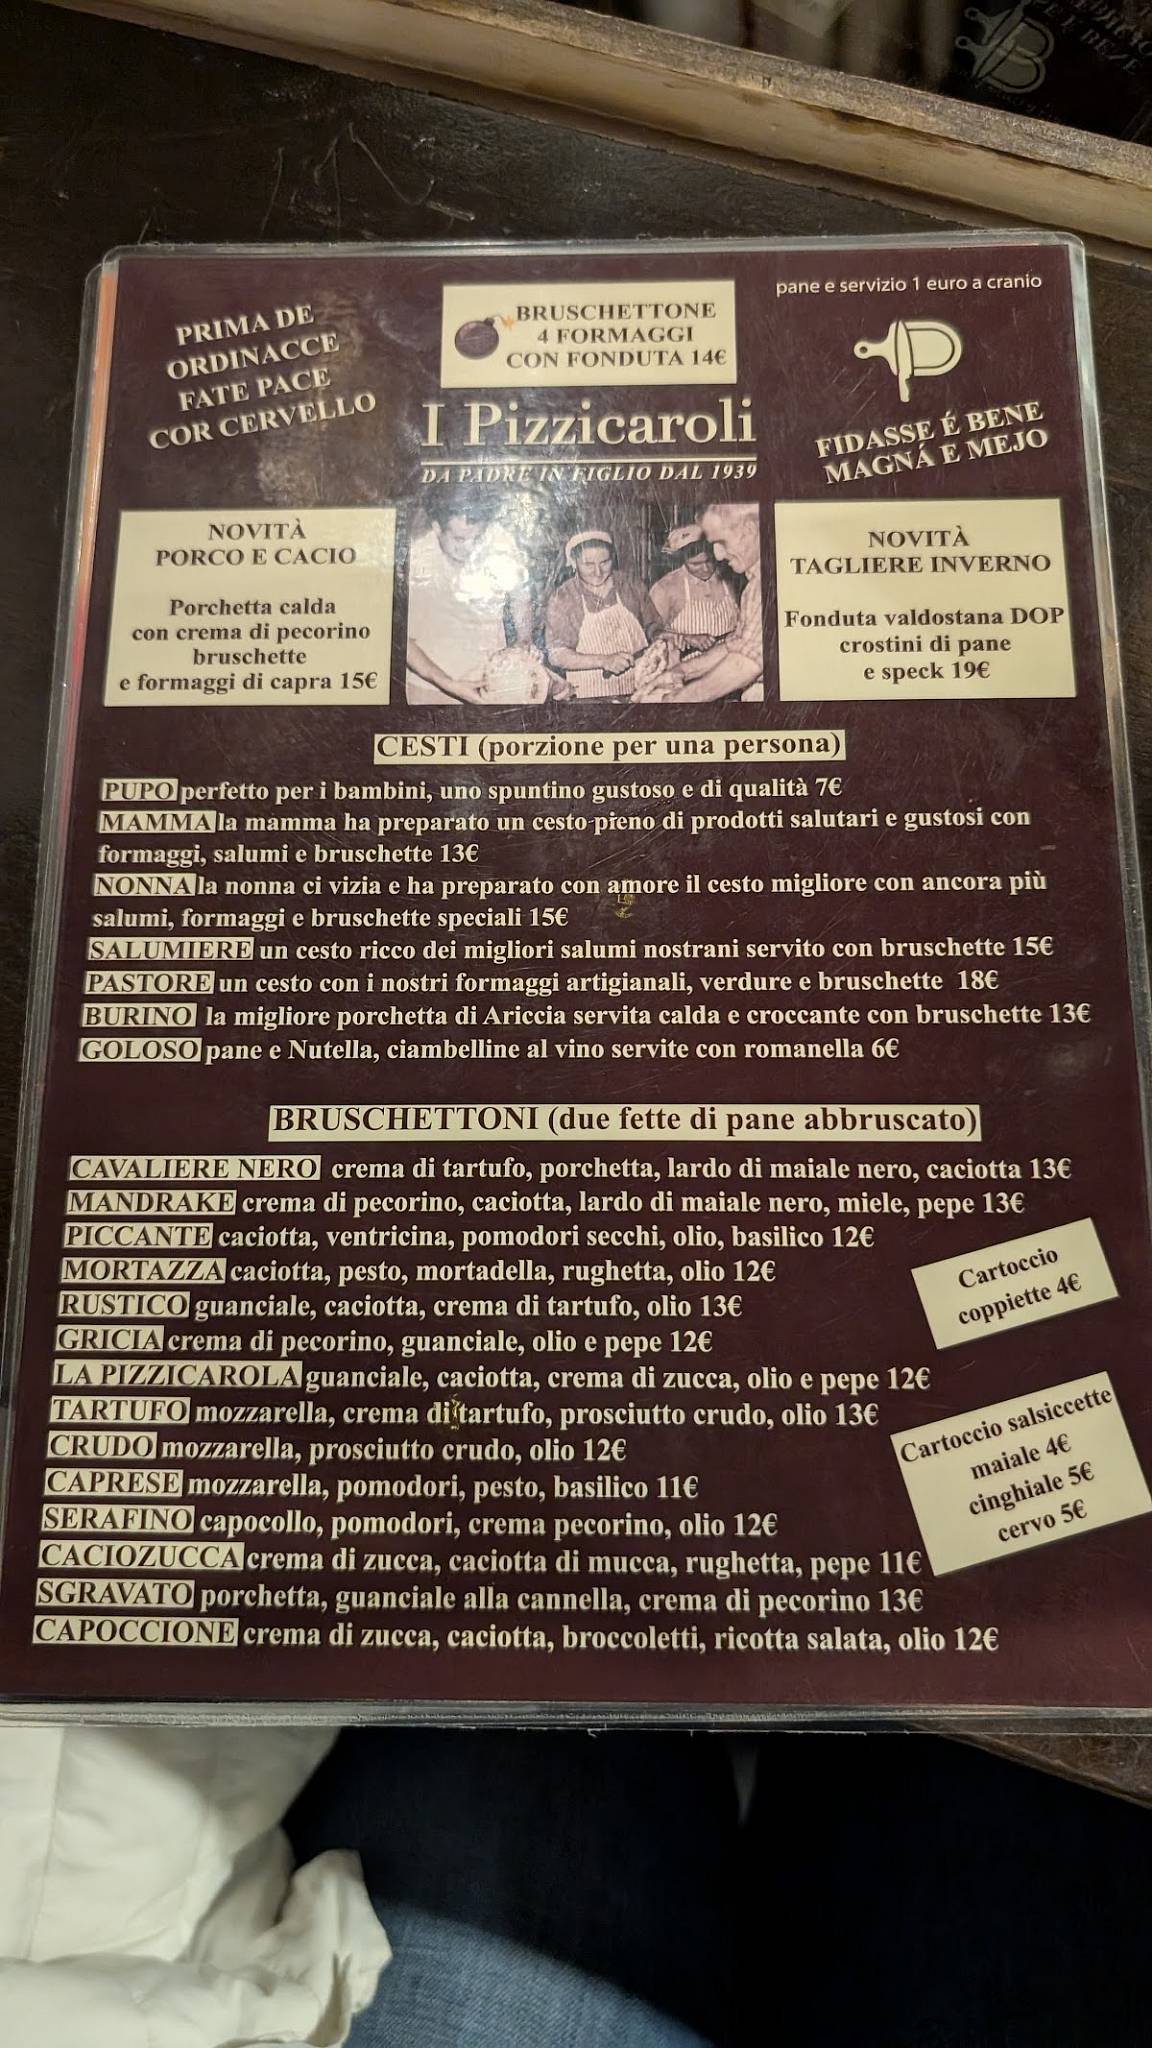 pane e servizio 1 euro a cranio
PRIMA DE
ORDINACCE
FATE PACE
COR CERVELLO
BRUSCHETTONE
4 FORMAGGI
CON FONDUTA 14€
I Pizzicaroli
DA PADRE IN FIGLIO DAL 1939
FIDASSE É BENE
MAGNÁ E MEJO
NOVITÀ
PORCO E CACIO
Porchetta calda
con crema di pecorino
bruschette
e formaggi di capra 15€
NOVITÀ
TAGLIERE INVERNO
Fonduta valdostana DOP
crostini di pane
e speck 19€
CESTI (porzione per una persona)
PUPO perfetto per i bambini, uno spuntino gustoso e di qualità 7€
MAMMA la mamma ha preparato un cesto pieno di prodotti salutari e gustosi con
formaggi, salumi e bruschette 13€
NONNA la nonna ci vizia e ha preparato con amore il cesto migliore con ancora più
salumi, formaggi e bruschette speciali 15€
SALUMIERE un cesto ricco dei migliori salumi nostrani servito con bruschette 15€
PASTORE un cesto con i nostri formaggi artigianali, verdure e bruschette 18€
BURINO la migliore porchetta di Ariccia servita calda e croccante con bruschette 13€
GOLOSO pane e Nutella, ciambelline al vino servite con romanella 6€
BRUSCHETTONI (due fette di pane abbruscato)
CAVALIERE NERO crema di tartufo, porchetta, lardo di maiale nero, caciotta 13€
MANDRAKE crema di pecorino, caciotta, lardo di maiale nero, miele, pepe 13€
PICCANTE caciotta, ventricina, pomodori secchi, olio, basilico 12€
MORTAZZA caciotta, pesto, mortadella, rughetta, olio 12€
RUSTICO guanciale, caciotta, crema di tartufo, olio 13€
GRICIA crema di pecorino, guanciale, olio e pepe 12€
LA PIZZICAROLA guanciale, caciotta, crema di zucca, olio e pepe 12€
TARTUFO mozzarella, crema di tartufo, prosciutto crudo, olio 13€
CRUDO mozzarella, prosciutto crudo, olio 12€
CAPRESE mozzarella, pomodori, pesto, basilico 11€
SERAFINO capocollo, pomodori, crema pecorino, olio 12€
CACIOZUCCA crema di zucca, caciotta di mucca, rughetta, pepe 11€
SGRAVATO porchetta, guanciale alla cannella, crema di pecorino 13€
CAPOCCIONE crema di zucca, caciotta, broccoletti, ricotta salata, olio 12€
Cartoccio
coppiette 4€
Cartoccio salsiccette
maiale 4€
cinghiale 5€
cervo 5€